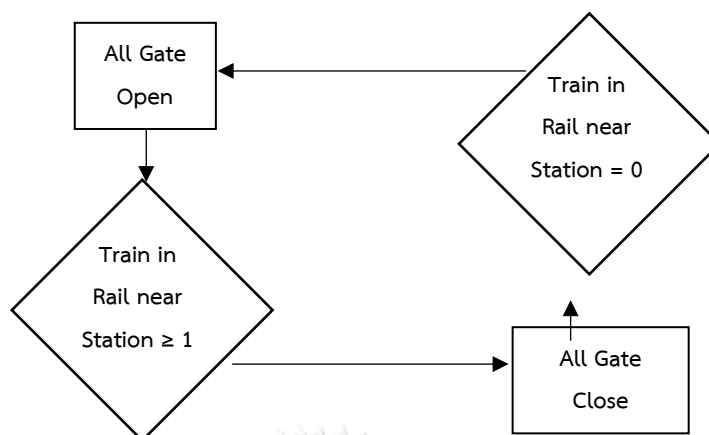 All Gate
Open
Train in
Rail near
Station = 0
Train in
Rail near
Station ≥ 1
All Gate
Close